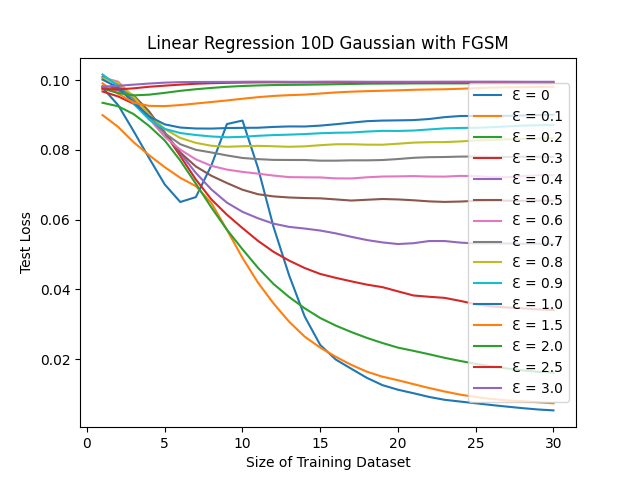 Linear Regression 10D Gaussian with FGSM
Test Loss
0.10
0.08
0.06
0.04
0.02
0
5
10
15
20
25
30
Size of Training Dataset
Ɛ = 0
Ɛ = 0.1
Ɛ = 0.2
Ɛ = 0.3
Ɛ = 0.4
Ɛ = 0.5
Ɛ = 0.6
Ɛ = 0.7
Ɛ = 0.8
Ɛ = 0.9
Ɛ = 1.0
Ɛ = 1.5
Ɛ = 2.0
Ɛ = 2.5
Ɛ = 3.0